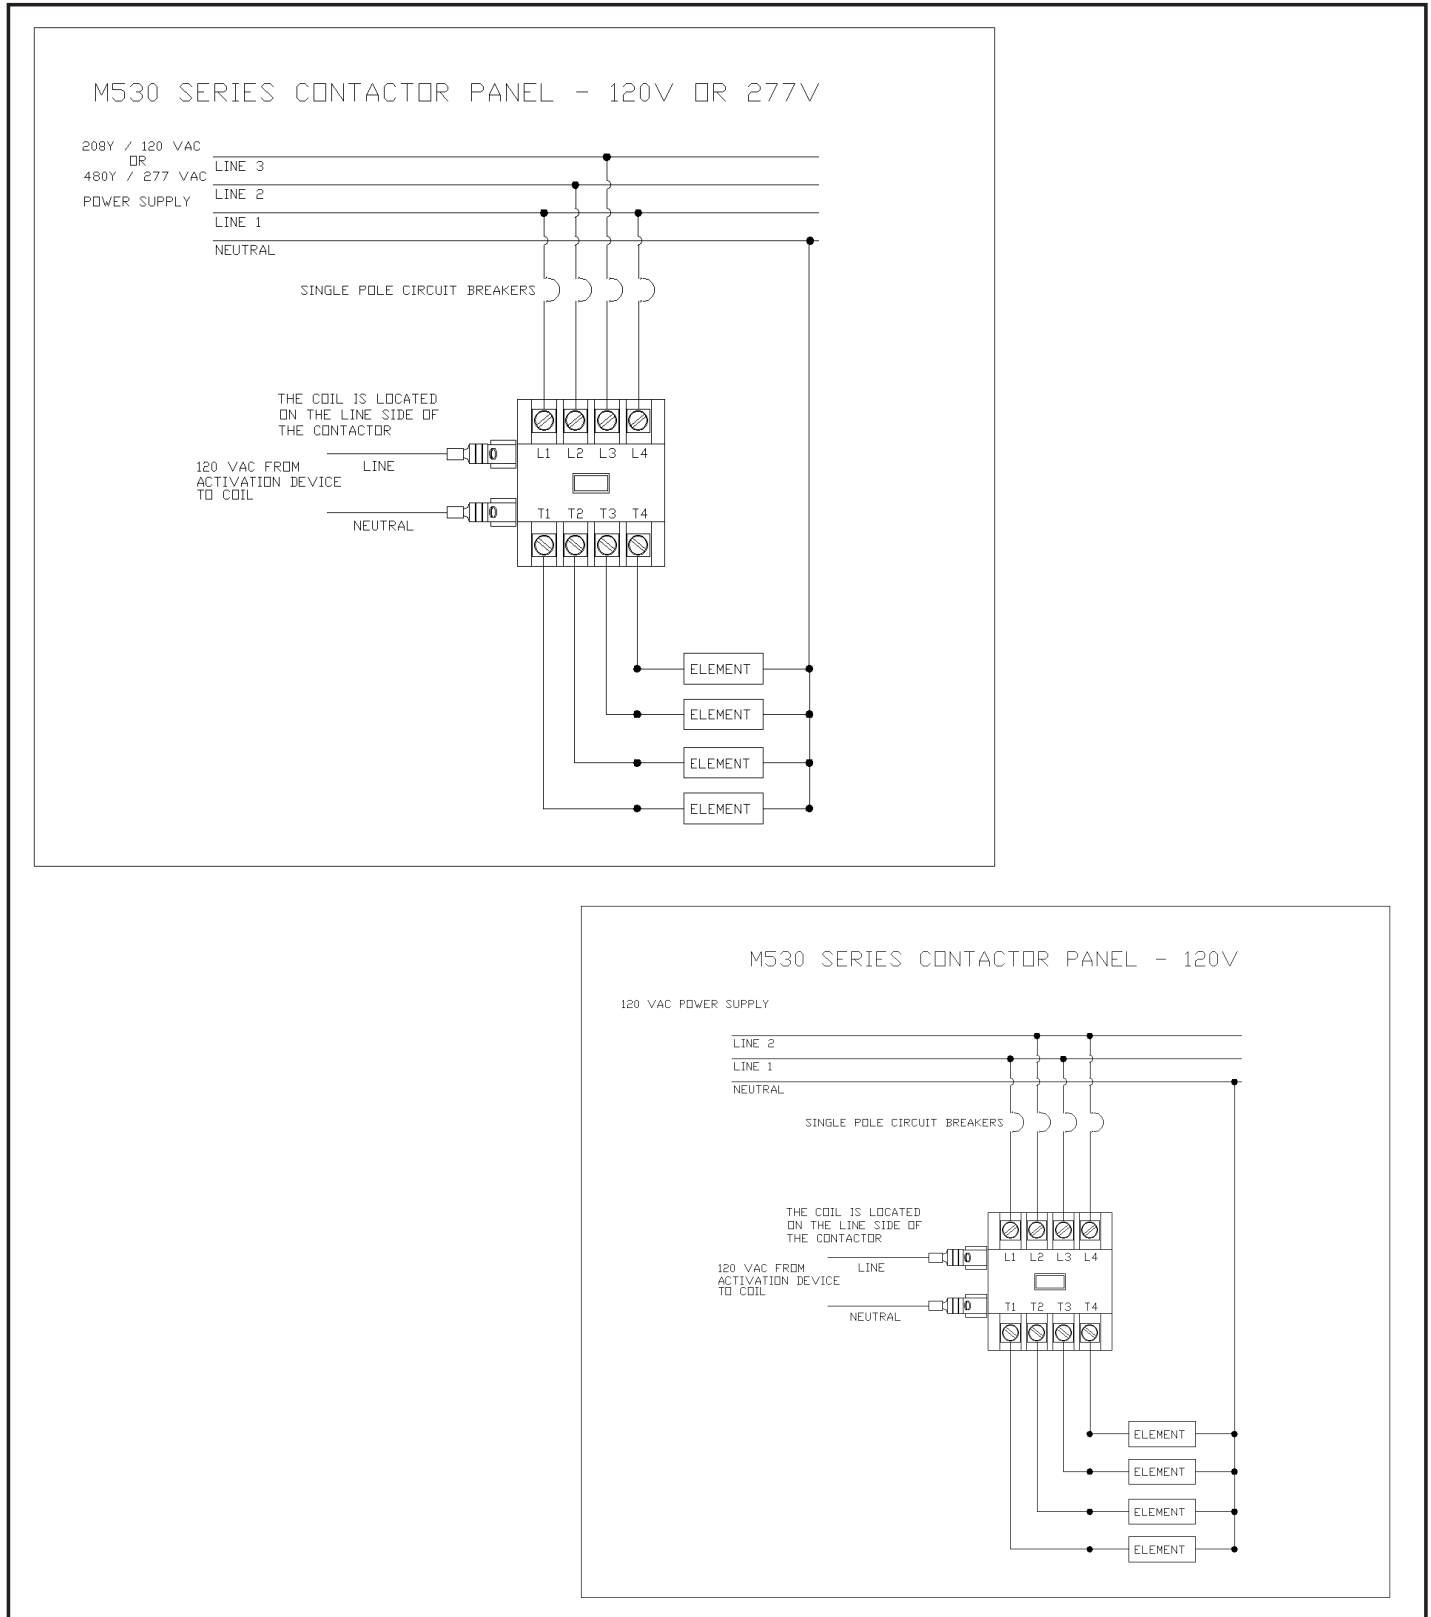 M530 SERIES CONTACTOR PANEL - 120V OR 277V
208Y / 120 VAC
OR
480Y / 277 VAC
POWER SUPPLY
LINE 3
LINE 2
LINE 1
NEUTRAL
SINGLE POLE CIRCUIT BREAKERS
THE COIL IS LOCATED
ON THE LINE SIDE OF
THE CONTACTOR
120 VAC FROM
ACTIVATION DEVICE
TO COIL
LINE
NEUTRAL
L1 L2 L3 L4
T1 T2 T3 T4
ELEMENT
ELEMENT
ELEMENT
ELEMENT
M530 SERIES CONTACTOR PANEL - 120V
120 VAC POWER SUPPLY
LINE 2
LINE 1
NEUTRAL
SINGLE POLE CIRCUIT BREAKERS
THE COIL IS LOCATED
ON THE LINE SIDE OF
THE CONTACTOR
120 VAC FROM
ACTIVATION DEVICE
TO COIL
LINE
NEUTRAL
L1 L2 L3 L4
T1 T2 T3 T4
ELEMENT
ELEMENT
ELEMENT
ELEMENT